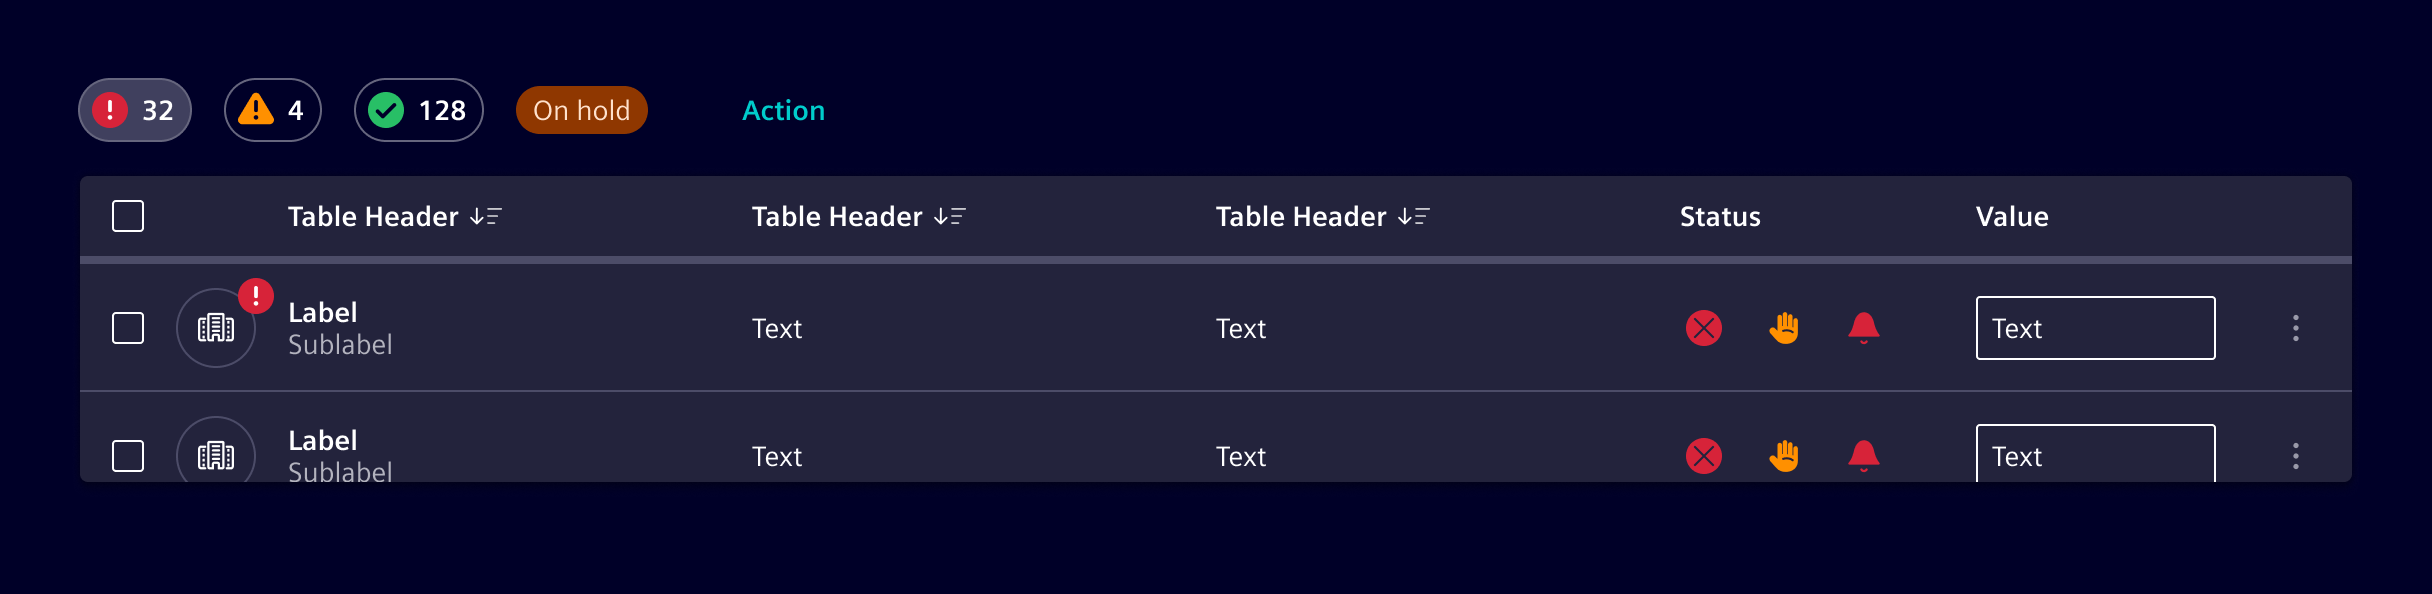 32 4 128 On hold Action
Table Header Table Header Table Header Status Value
Label
Sublabel
Text Text Text
Label
Sublabel
Text Text Text